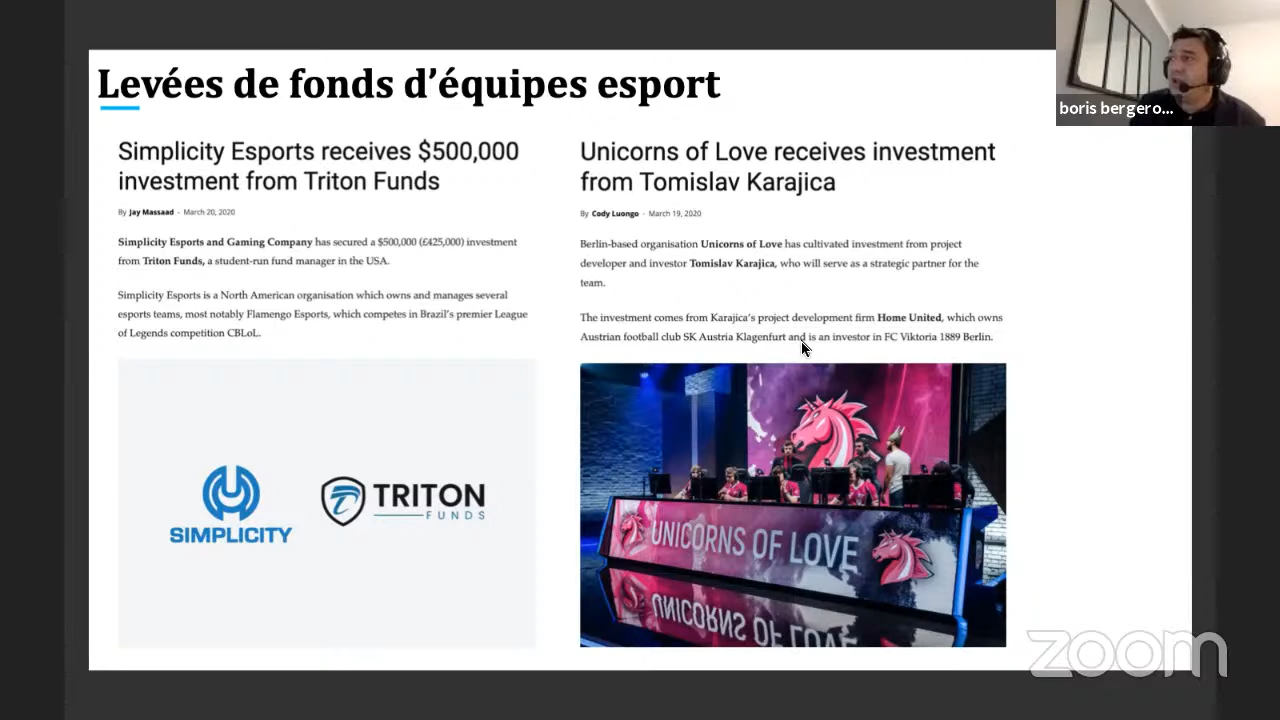 Levées de fonds d’équipes esport
boris bergero...
Simplicity Esports receives $500,000
investment from Triton Funds
By Jay Massaad - March 20, 2020
Simplicity Esports and Gaming Company has secured a $500,000 (£425,000) investment
from Triton Funds, a student-run fund manager in the USA.
Simplicity Esports is a North American organisation which owns and manages several
esports teams, most notably Flamengo Esports, which competes in Brazil’s premier League
of Legends competition CBLoL.
SIMPLICITY
TRITON
FUNDS
Unicorns of Love receives investment
from Tomislav Karajica
By Cody Luongo - March 19, 2020
Berlin-based organisation Unicorns of Love has cultivated investment from project
developer and investor Tomislav Karajica, who will serve as a strategic partner for the
team.
The investment comes from Karajica’s project development firm Home United, which owns
Austrian football club SK Austria Klagenfurt and is an investor in FC Viktoria 1889 Berlin.
UNICORNS OF LOVE
UNICORNS OF LOVE
zoom